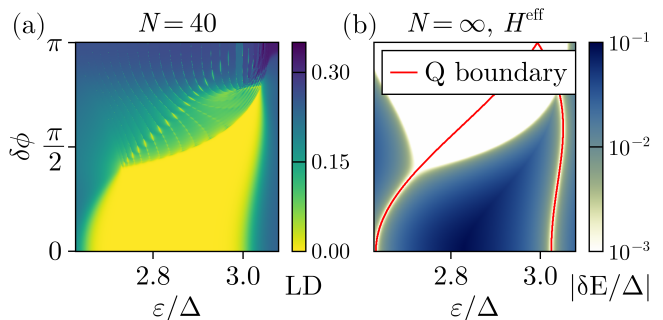 (a) N = 40
π
δϕ π/2
0
2.8 3.0
ε/Δ
0.30
0.15
0.00
LD
(b) N = ∞, H^eff
Q boundary
2.8 3.0
ε/Δ
10⁻¹
10⁻²
10⁻³
|δE/Δ|